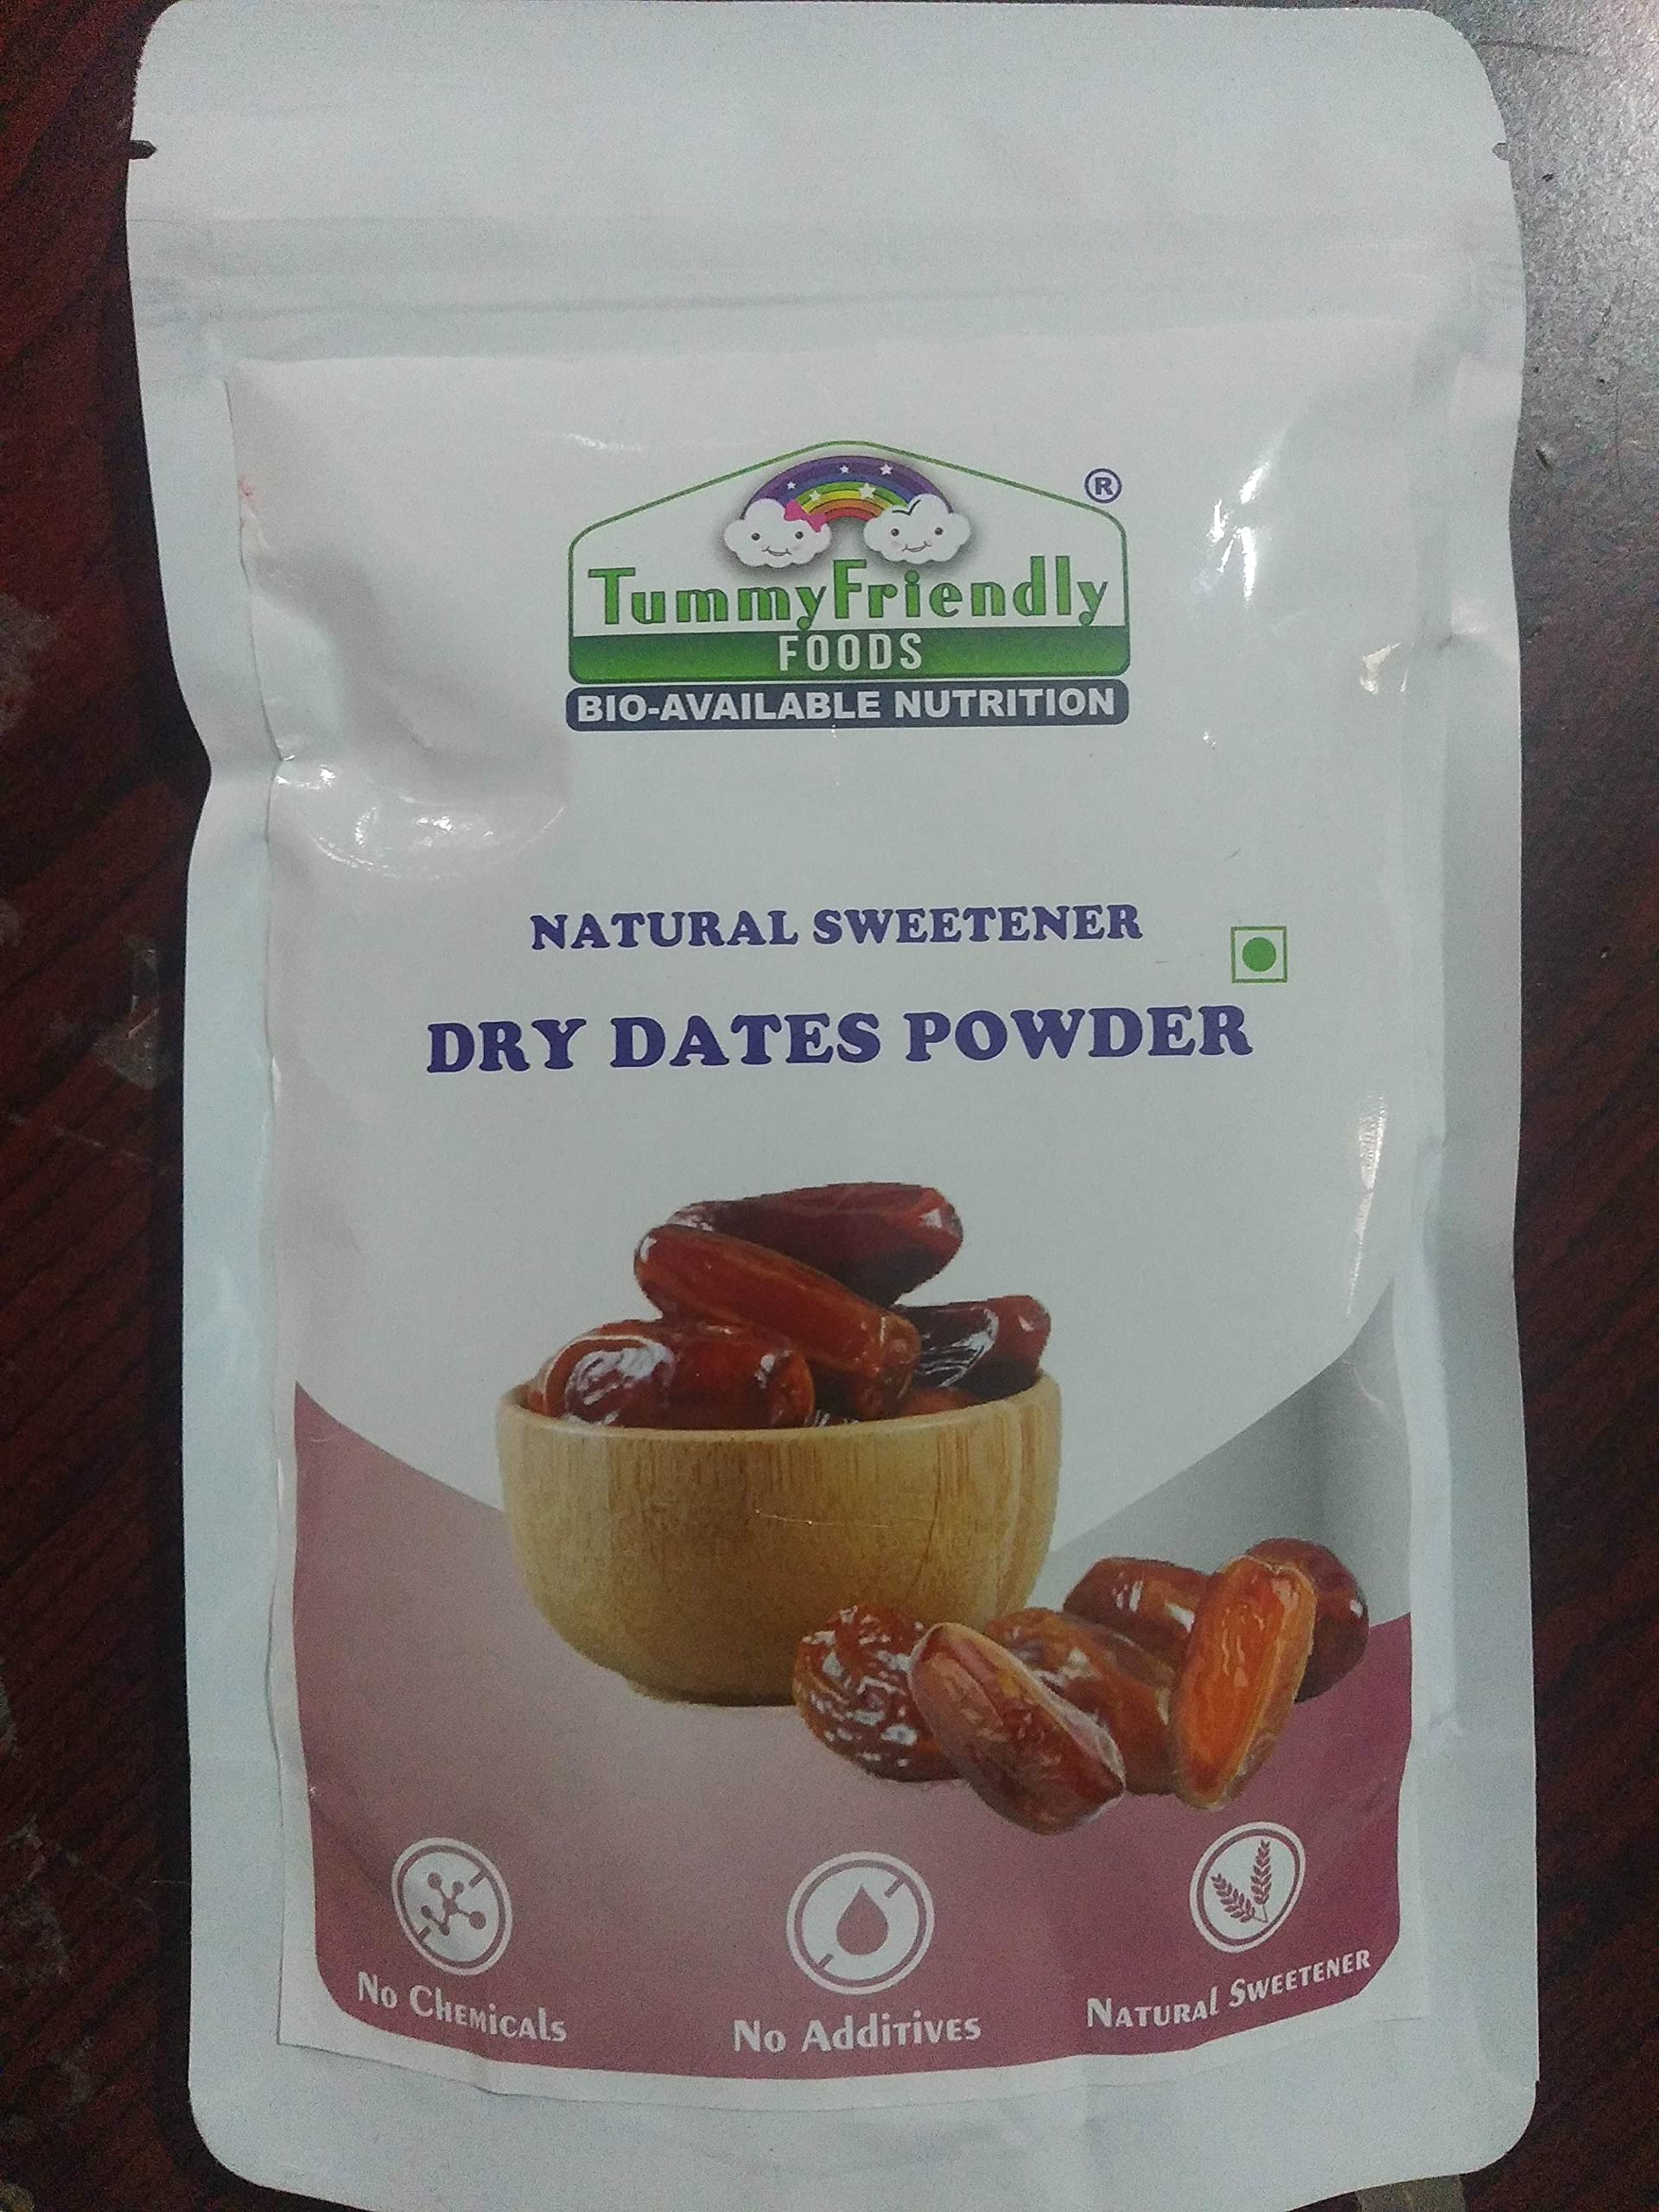 ®
TummyFriendly
FOODS
BIO-AVAILABLE NUTRITION
NATURAL SWEETENER
DRY DATES POWDER
No Chemicals
No Additives
Natural Sweetener